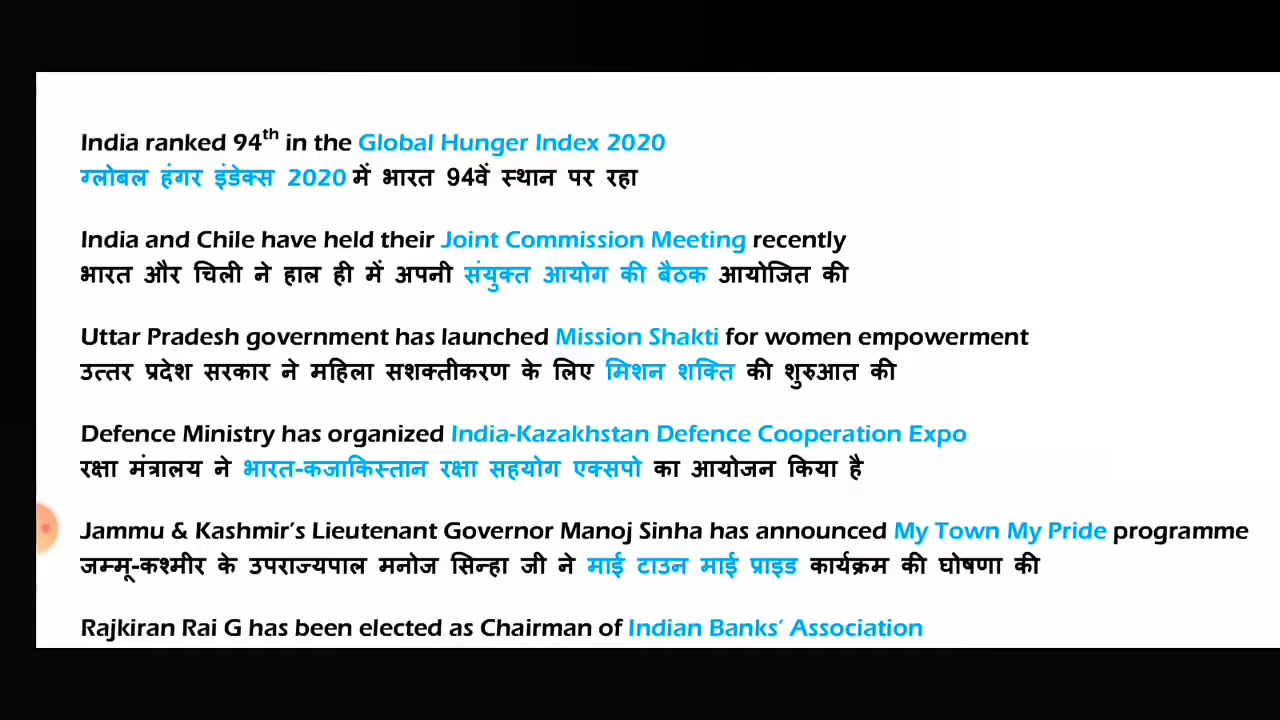 India ranked 94th in the Global Hunger Index 2020
ग्लोबल हंगर इंडेक्स 2020 में भारत 94वें स्थान पर रहा
India and Chile have held their Joint Commission Meeting recently
भारत और चिली ने हाल ही में अपनी संयुक्त आयोग की बैठक आयोजित की
Uttar Pradesh government has launched Mission Shakti for women empowerment
उत्तर प्रदेश सरकार ने महिला सशक्तीकरण के लिए मिशन शक्ति की शुरुआत की
Defence Ministry has organized India-Kazakhstan Defence Cooperation Expo
रक्षा मंत्रालय ने भारत-कजाकिस्तान रक्षा सहयोग एक्सपो का आयोजन किया है
Jammu & Kashmir's Lieutenant Governor Manoj Sinha has announced My Town My Pride programme
जम्मू-कश्मीर के उपराज्यपाल मनोज सिन्हा जी ने माई टाउन माई प्राइड कार्यक्रम की घोषणा की
Rajkiran Rai G has been elected as Chairman of Indian Banks' Association